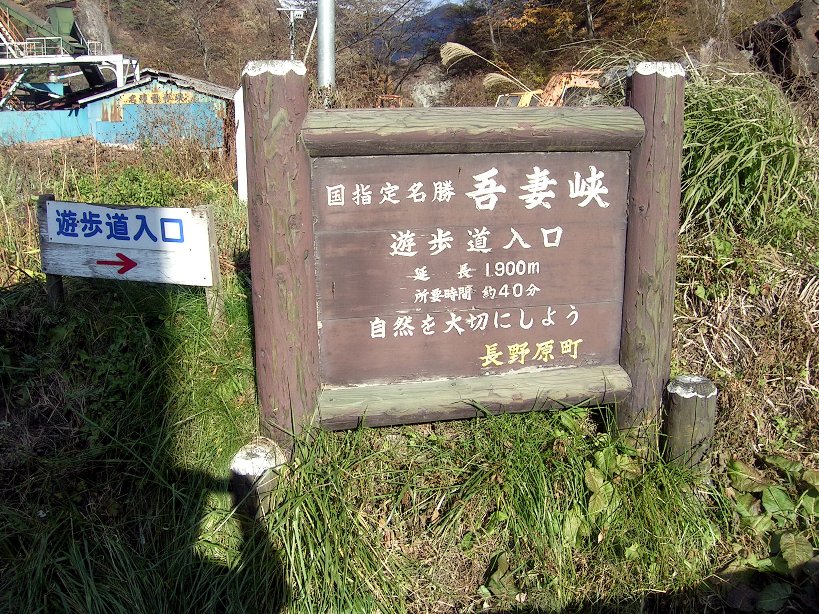 遊歩道入口
国指定名勝 吾妻峡
遊歩道入口
延長 1.900m
所要時間 約40分
自然を大切にしよう
長野原町